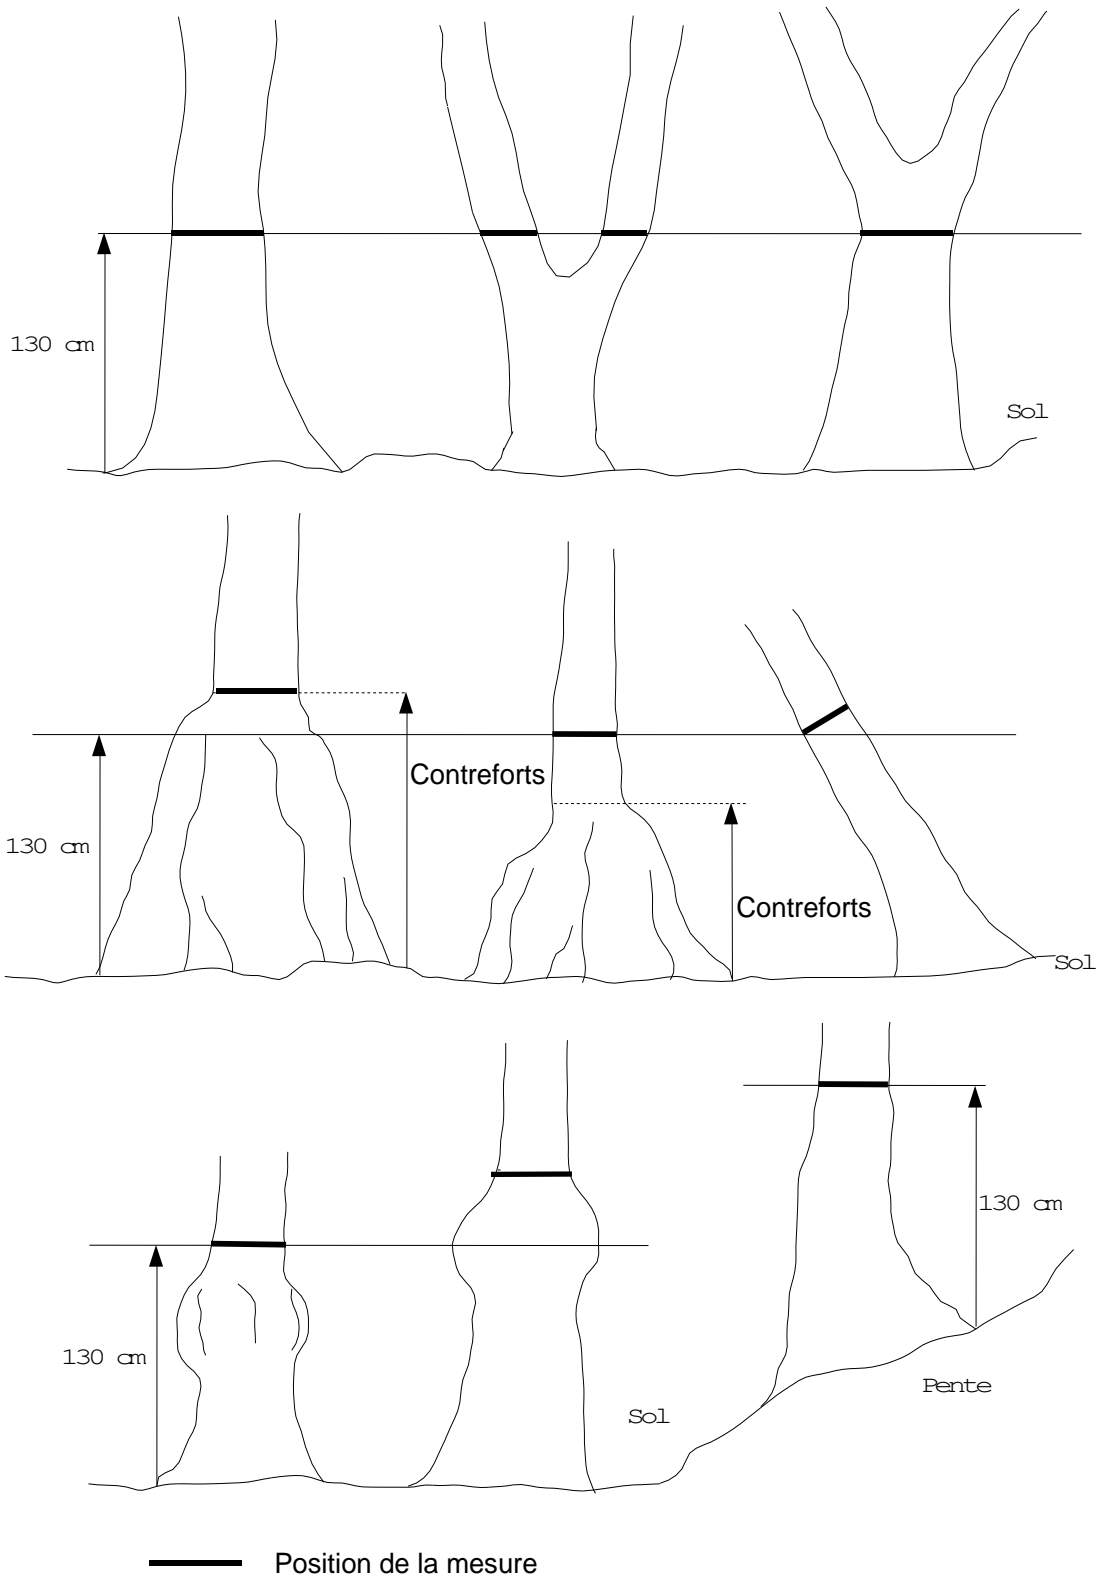 130 cm
Sol
Contreforts
130 cm
Contreforts
Sol
130 cm
130 cm
Pente
Sol
Position de la mesure